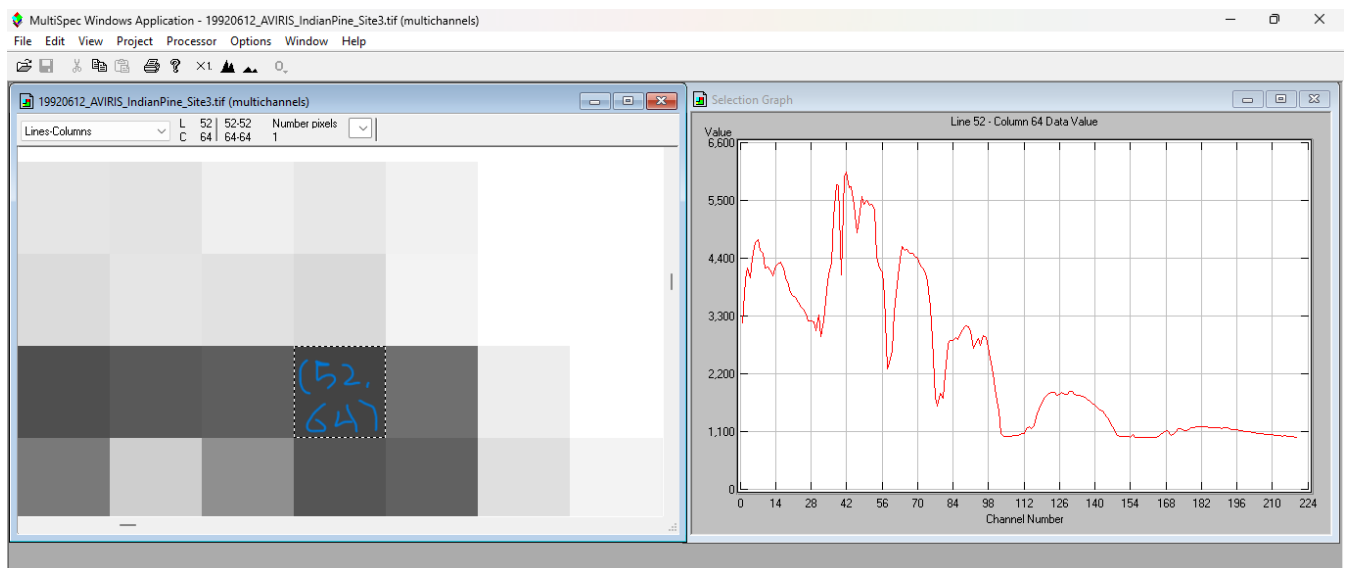 MultiSpec Windows Application - 19920612_AVIRIS_IndianPine_Site3.tif (multichannels)
File Edit View Project Processor Options Window Help
×1
19920612_AVIRIS_IndianPine_Site3.tif (multichannels)
Lines-Columns
L 52 52-52 Number pixels
C 64 64-64 1
(52,
64)
Selection Graph
Line 52 - Column 64 Data Value
Value
6,600
5,500
4,400
3,300
2,200
1,100
0
0 14 28 42 56 70 84 98 112 126 140 154 168 182 196 210 224
Channel Number